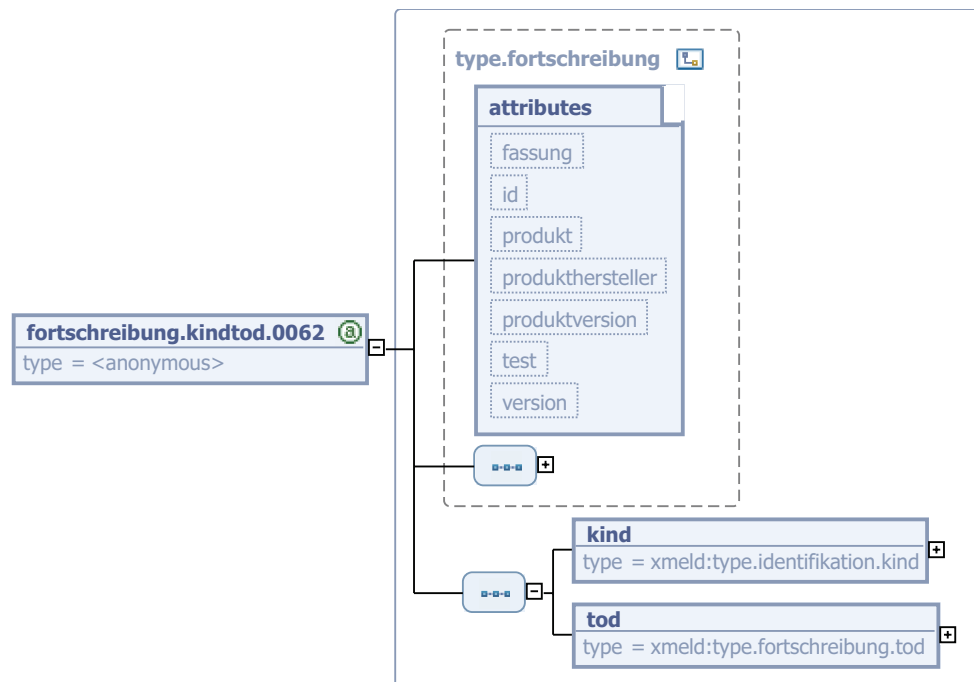 type.fortschreibung
attributes
fassung
id
produkt
produkthersteller
produktversion
test
version
fortschreibung.kindtod.0062 @
type = <anonymous>
kind
type = xmeld:type.identifikation.kind
tod
type = xmeld:type.fortschreibung.tod